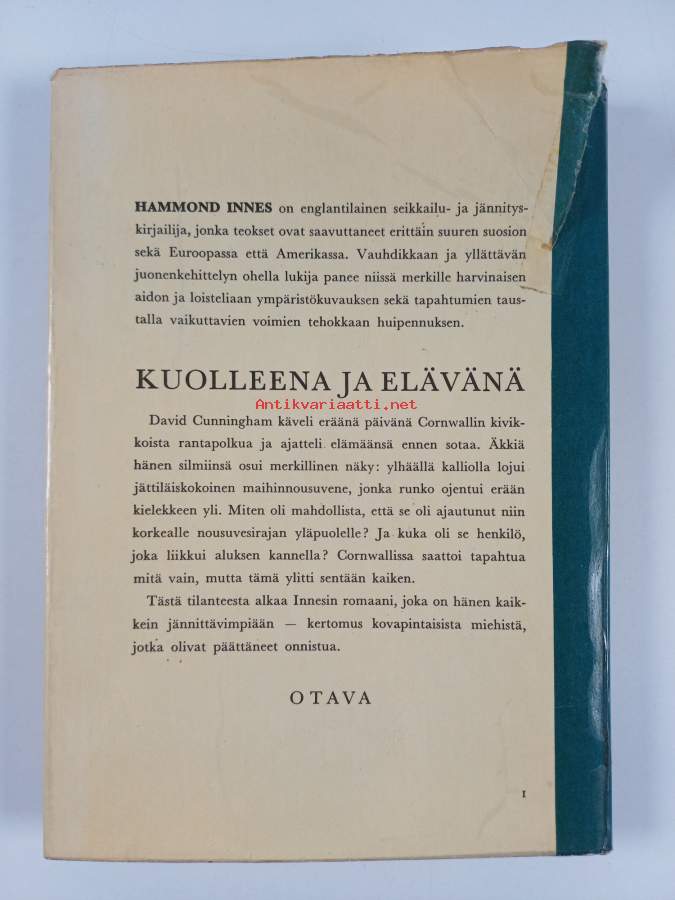 HAMMOND INNES on englantilainen seikkailu- ja jännitys-
kirjailija, jonka teokset ovat saavuttaneet erittäin suuren suosion
sekä Euroopassa että Amerikassa. Vauhdikkaan ja yllättävän
juonenkehittelyn ohella lukija panee niissä merkille harvinaisen
aidon ja loisteliaan ympäristökuvauksen sekä tapahtumien taus-
talla vaikuttavien voimien tehokkaan huipennuksen.
KUOLLEENA JA ELÄVÄNÄ
Antikvariaatti.net
David Cunningham käveli eräänä päivänä Cornwallin kivik-
koista rantapolkua ja ajatteli elämäänsä ennen sotaa. Äkkiä
hänen silmiinsä osui merkillinen näky: ylhäällä kalliolla lojui
jättiläiskokoinen maihinnousuvene, jonka runko ojentui erään
kielekkeen yli. Miten oli mahdollista, että se oli ajautunut niin
korkealle nousuvesirajan yläpuolelle? Ja kuka oli se henkilö,
joka liikkui aluksen kannella? Cornwallissa saattoi tapahtua
mitä vain, mutta tämä ylitti sentään kaiken.
Tästä tilanteesta alkaa Innesin romaani, joka on hänen kaik-
kein jännittävimpiään — kertomus kovapintaisista miehistä,
jotka olivat päättäneet onnistua.
OTAVA
1